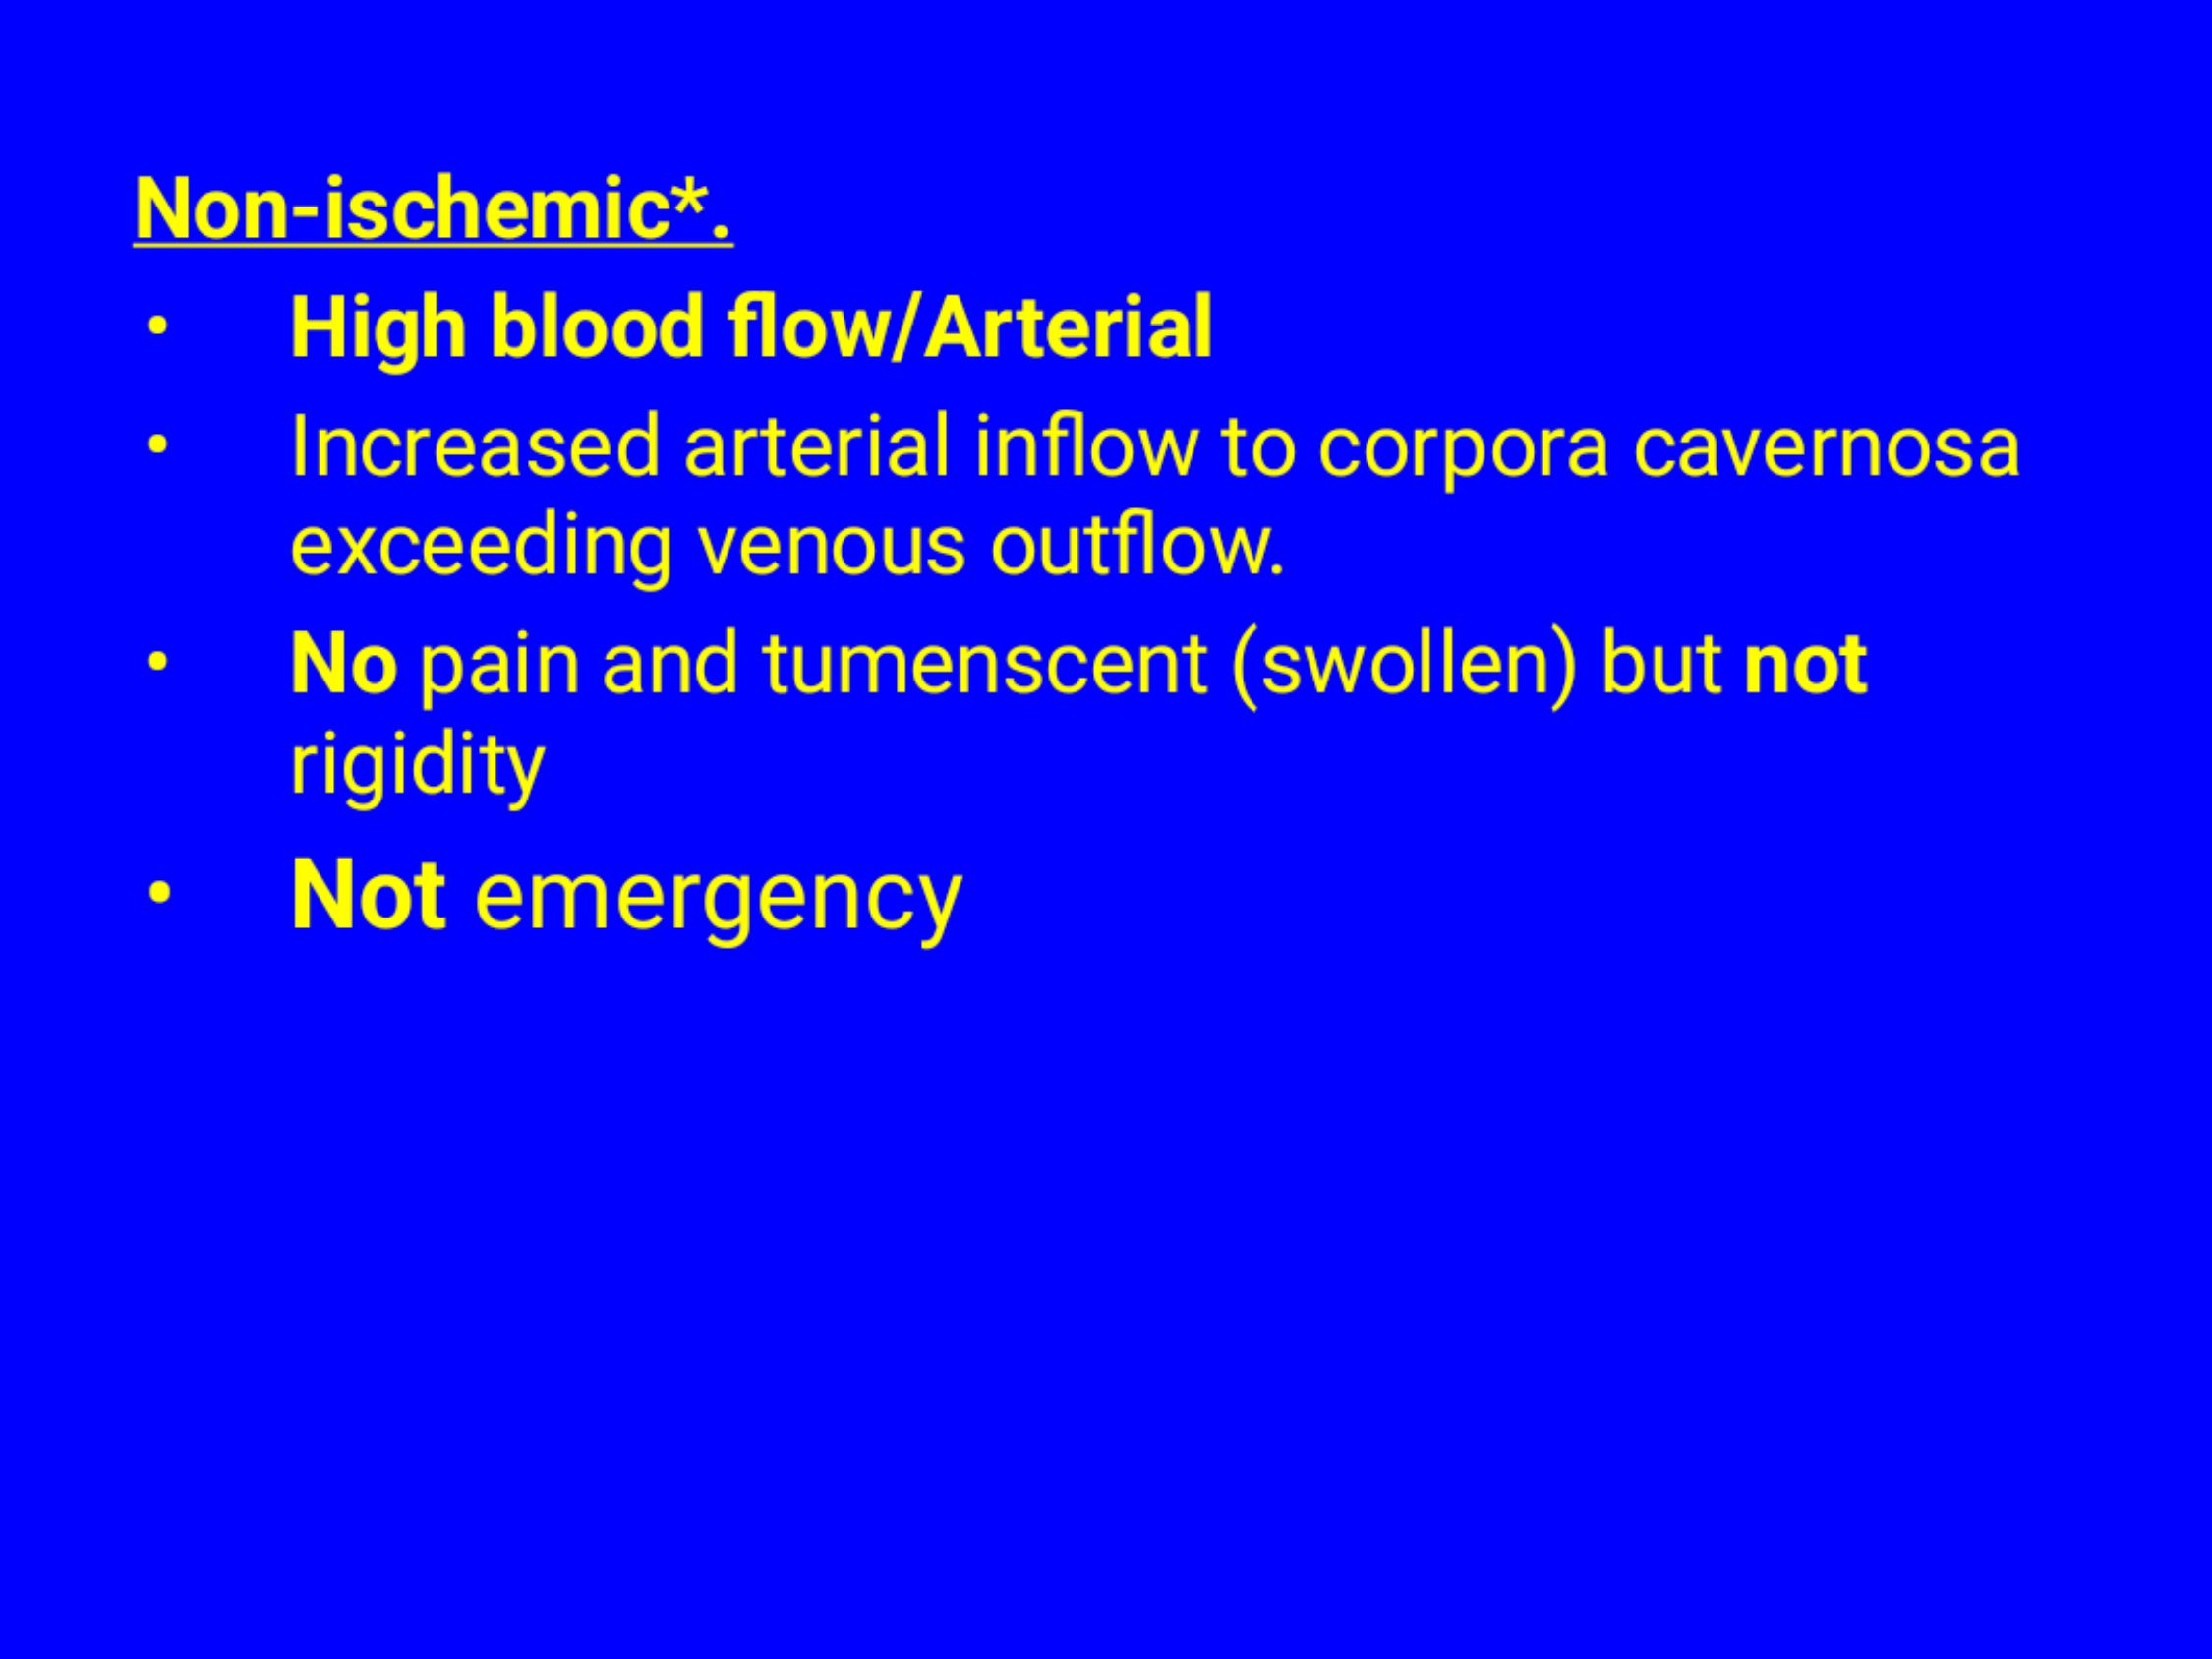 Non-ischemic*.
• High blood flow/Arterial
• Increased arterial inflow to corpora cavernosa
exceeding venous outflow.
• No pain and tumenscent (swollen) but not
rigidity
• Not emergency